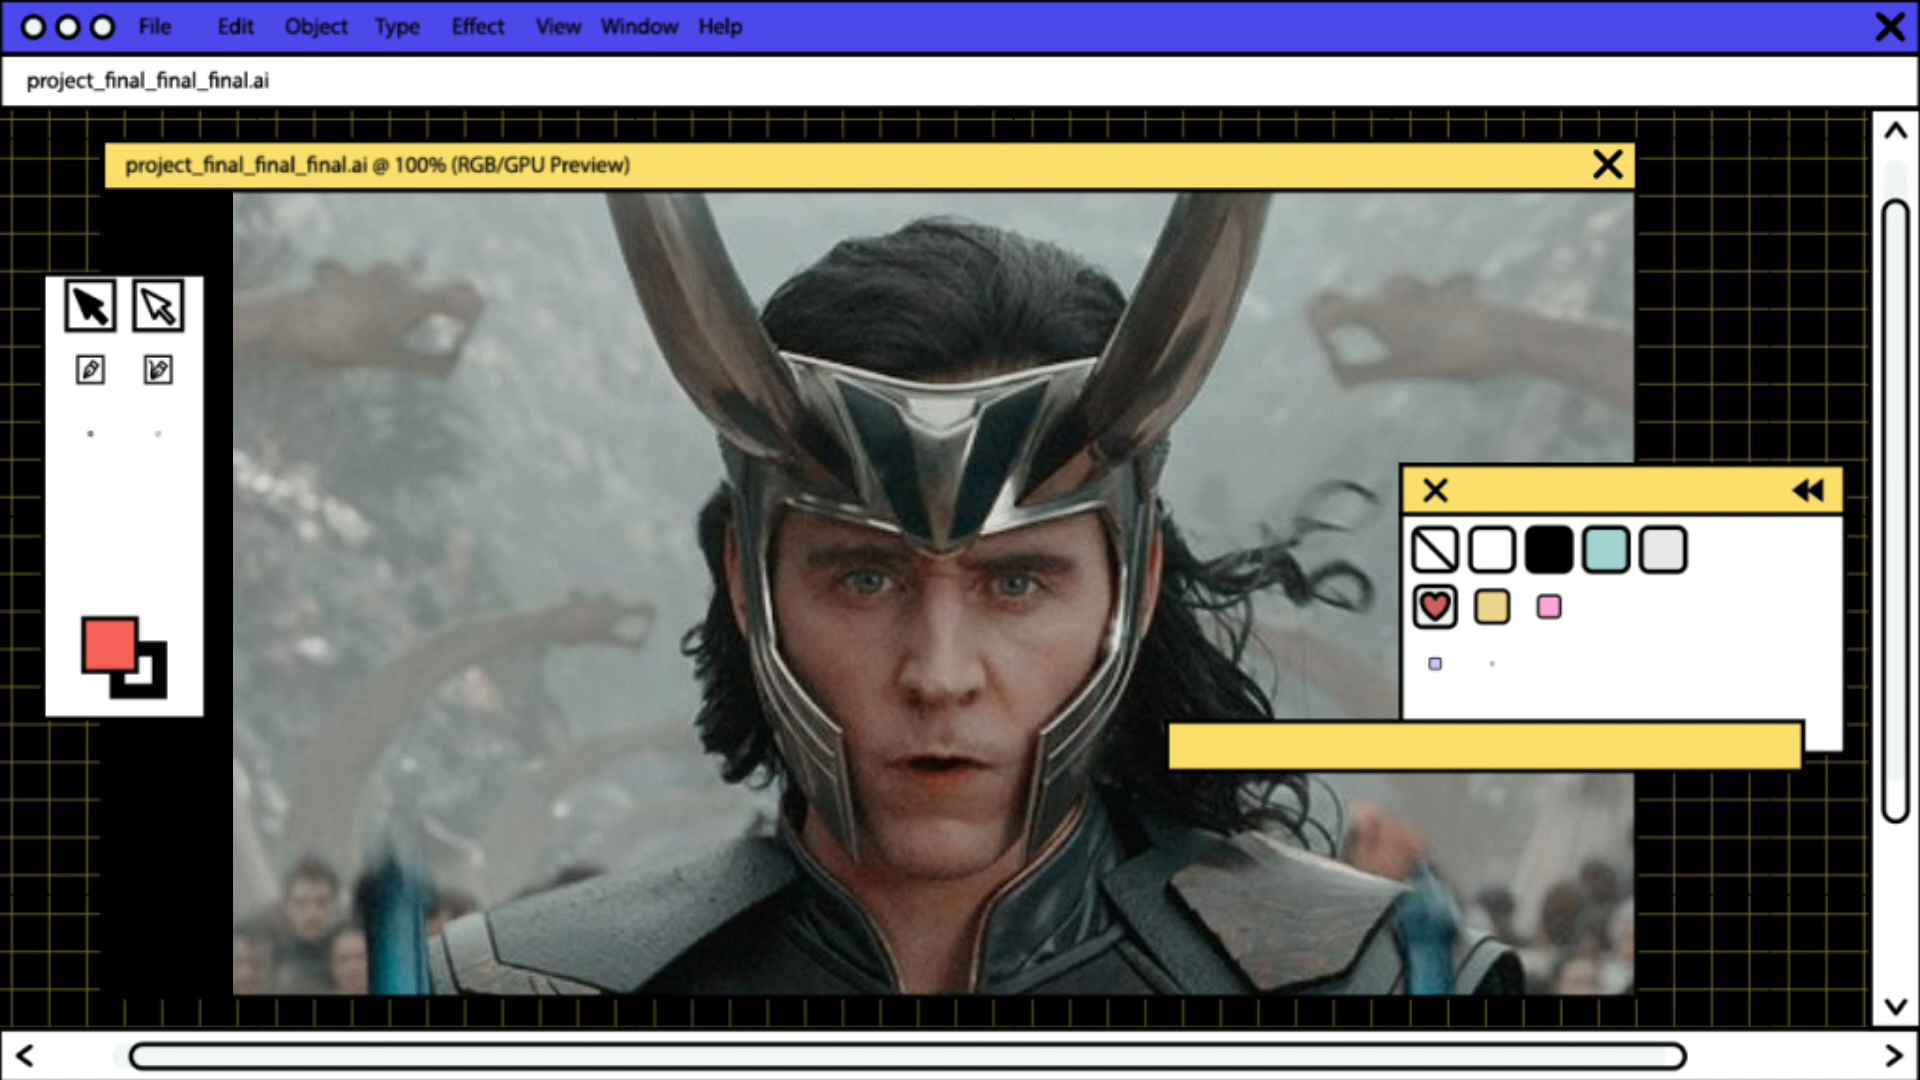 File Edit Object Type Effect View Window Help
project_final_final_final.ai
project_final_final_final.ai @ 100% (RGB/GPU Preview)